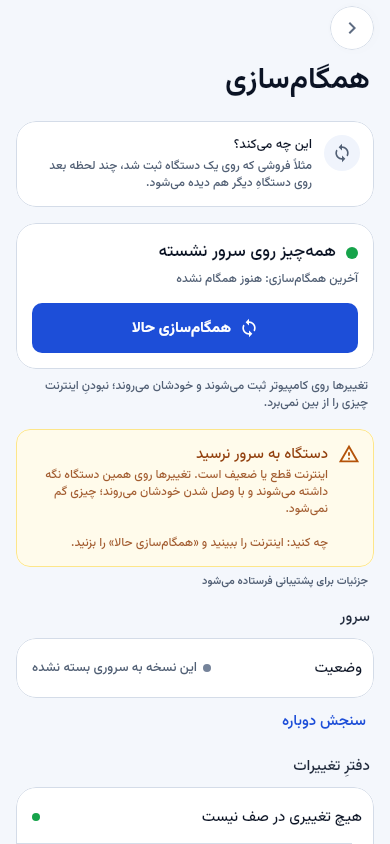 همگام‌سازی
این چه می‌کند؟
مثلاً فروشی که روی یک دستگاه ثبت شد، چند لحظه بعد
روی دستگاهِ دیگر هم دیده می‌شود.
همه‌چیز روی سرور نشسته
آخرین همگام‌سازی: هنوز همگام نشده
همگام‌سازی حالا
تغییرها روی کامپیوتر ثبت می‌شوند و خودشان می‌روند؛ نبودنِ اینترنت
چیزی را از بین نمی‌برد.
دستگاه به سرور نرسید
اینترنت قطع یا ضعیف است. تغییرها روی همین دستگاه نگه
داشته می‌شوند و با وصل شدن خودشان می‌روند؛ چیزی گم
نمی‌شود.
چه کنید: اینترنت را ببینید و «همگام‌سازی حالا» را بزنید.
جزئیات برای پشتیبانی فرستاده می‌شود
سرور
وضعیت
این نسخه به سروری بسته نشده
سنجش دوباره
دفترِ تغییرات
هیچ تغییری در صف نیست